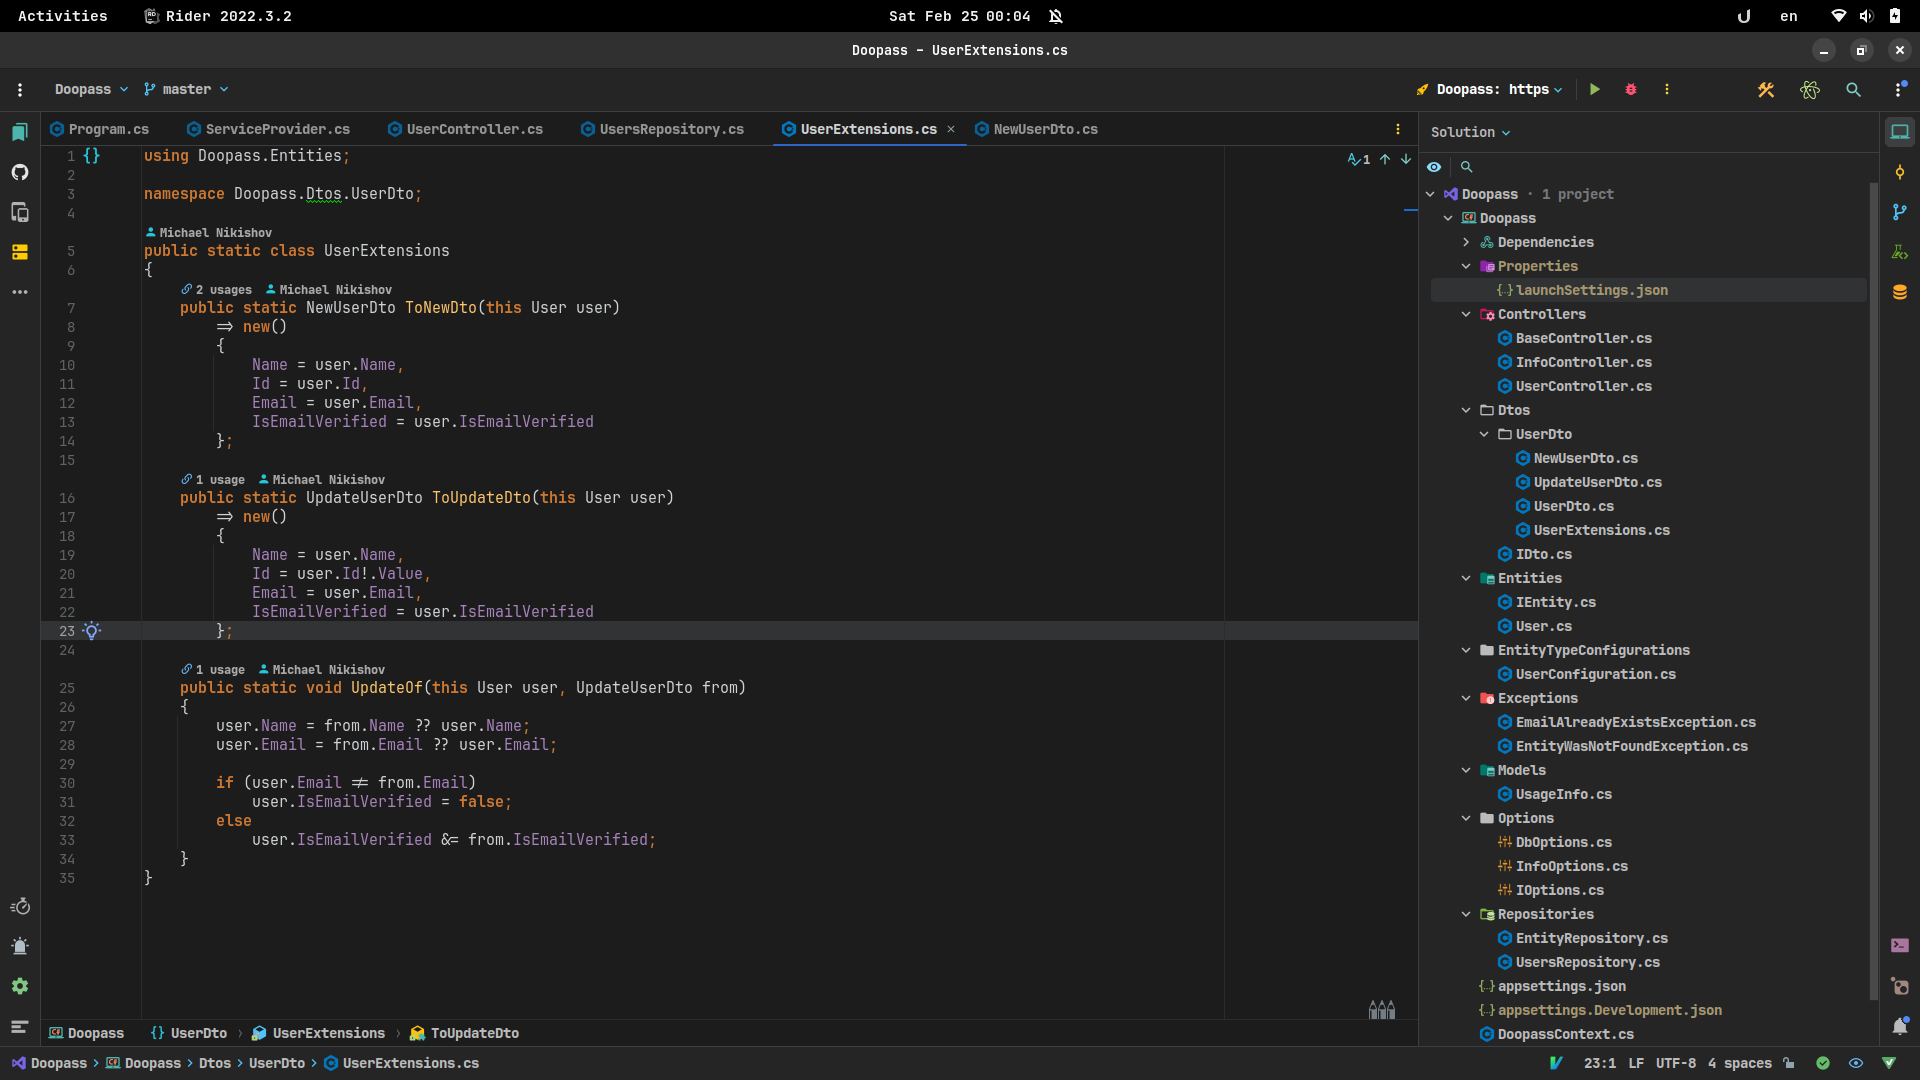 Activities Rider 2022.3.2 Sat Feb 25 00:04 en
Doopass – UserExtensions.cs
Doopass master Doopass: https
Program.cs ServiceProvider.cs UserController.cs UsersRepository.cs UserExtensions.cs × NewUserDto.cs
1 {} using Doopass.Entities; 1
2
3 namespace Doopass.Dtos.UserDto;
4
Michael Nikishov
5 public static class UserExtensions
6 {
2 usages Michael Nikishov
7 public static NewUserDto ToNewDto(this User user)
8 => new()
9 {
10 Name = user.Name,
11 Id = user.Id,
12 Email = user.Email,
13 IsEmailVerified = user.IsEmailVerified
14 };
15
1 usage Michael Nikishov
16 public static UpdateUserDto ToUpdateDto(this User user)
17 => new()
18 {
19 Name = user.Name,
20 Id = user.Id!.Value,
21 Email = user.Email,
22 IsEmailVerified = user.IsEmailVerified
23 };
24
1 usage Michael Nikishov
25 public static void UpdateOf(this User user, UpdateUserDto from)
26 {
27 user.Name = from.Name ?? user.Name;
28 user.Email = from.Email ?? user.Email;
29
30 if (user.Email != from.Email)
31 user.IsEmailVerified = false;
32 else
33 user.IsEmailVerified &= from.IsEmailVerified;
34 }
35 }
Solution
Doopass · 1 project
Doopass
Dependencies
Properties
launchSettings.json
Controllers
BaseController.cs
InfoController.cs
UserController.cs
Dtos
UserDto
NewUserDto.cs
UpdateUserDto.cs
UserDto.cs
UserExtensions.cs
IDto.cs
Entities
IEntity.cs
User.cs
EntityTypeConfigurations
UserConfiguration.cs
Exceptions
EmailAlreadyExistsException.cs
EntityWasNotFoundException.cs
Models
UsageInfo.cs
Options
DbOptions.cs
InfoOptions.cs
IOptions.cs
Repositories
EntityRepository.cs
UsersRepository.cs
appsettings.json
appsettings.Development.json
DoopassContext.cs
Doopass {} UserDto › UserExtensions › ToUpdateDto
Doopass › Doopass › Dtos › UserDto › UserExtensions.cs 23:1 LF UTF-8 4 spaces